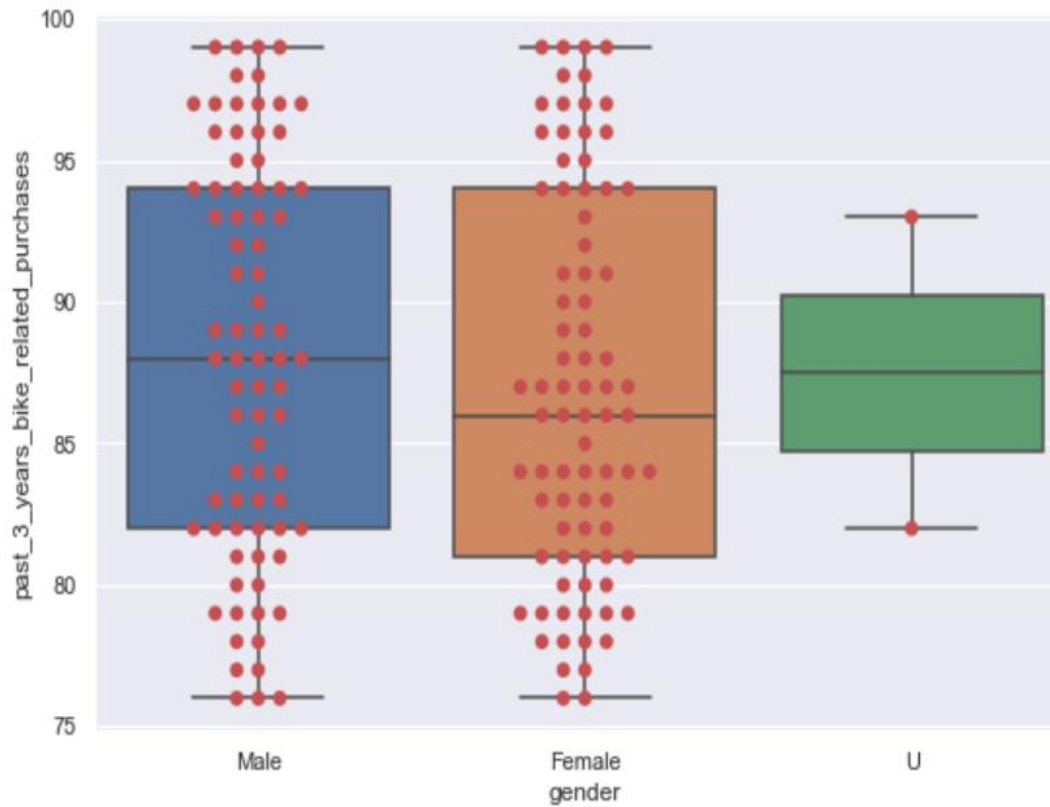 100
95
90
85
80
75
past_3_years_bike_related_purchases
Male Female U
gender